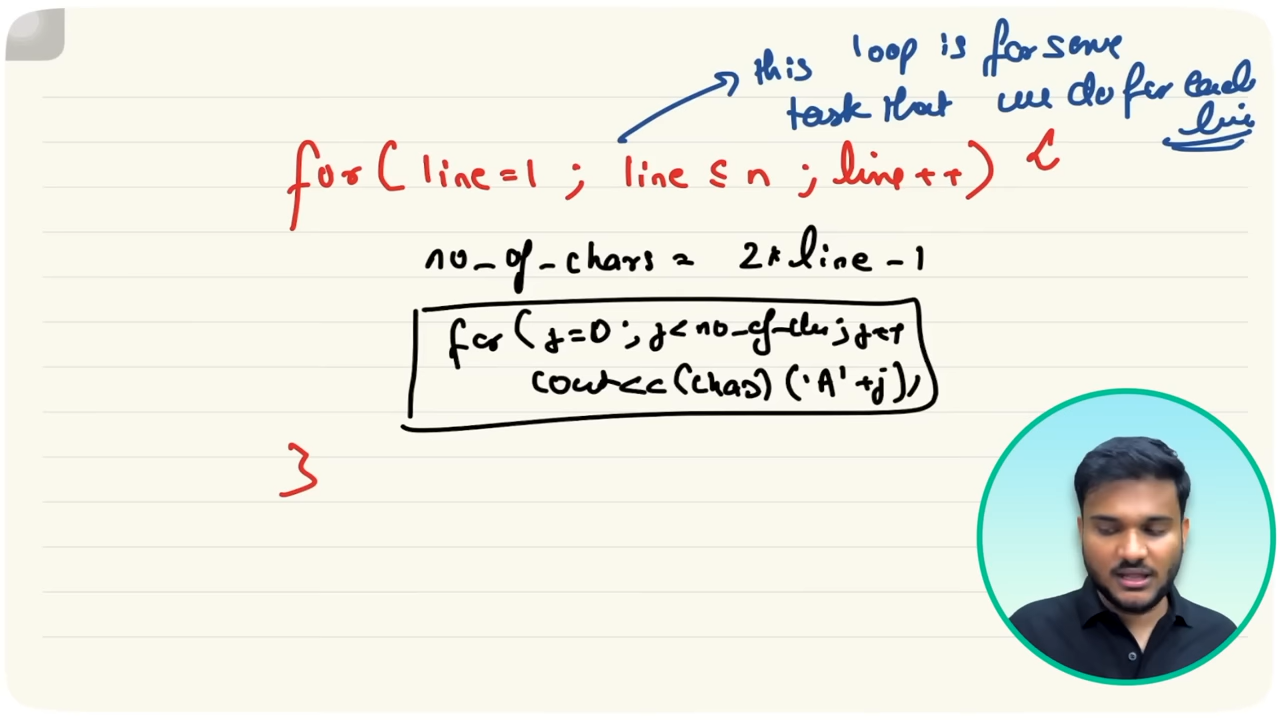 this loop is for some
task that we do for each
line
for( line=1 ; line ≤ n ; line++) {
no_of_chars = 2*line-1
for( j=0 ; j< no_of_ch ; j++
cout<<(char)('A'+j);
}